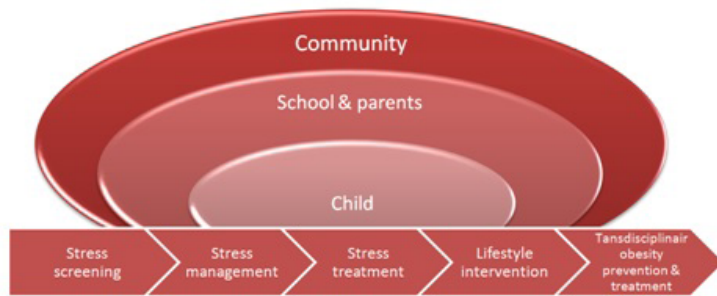 Community
School & parents
Child
Stress
screening
Stress
management
Stress
treatment
Lifestyle
intervention
Tansdisciplinair
obesity
prevention &
treatment